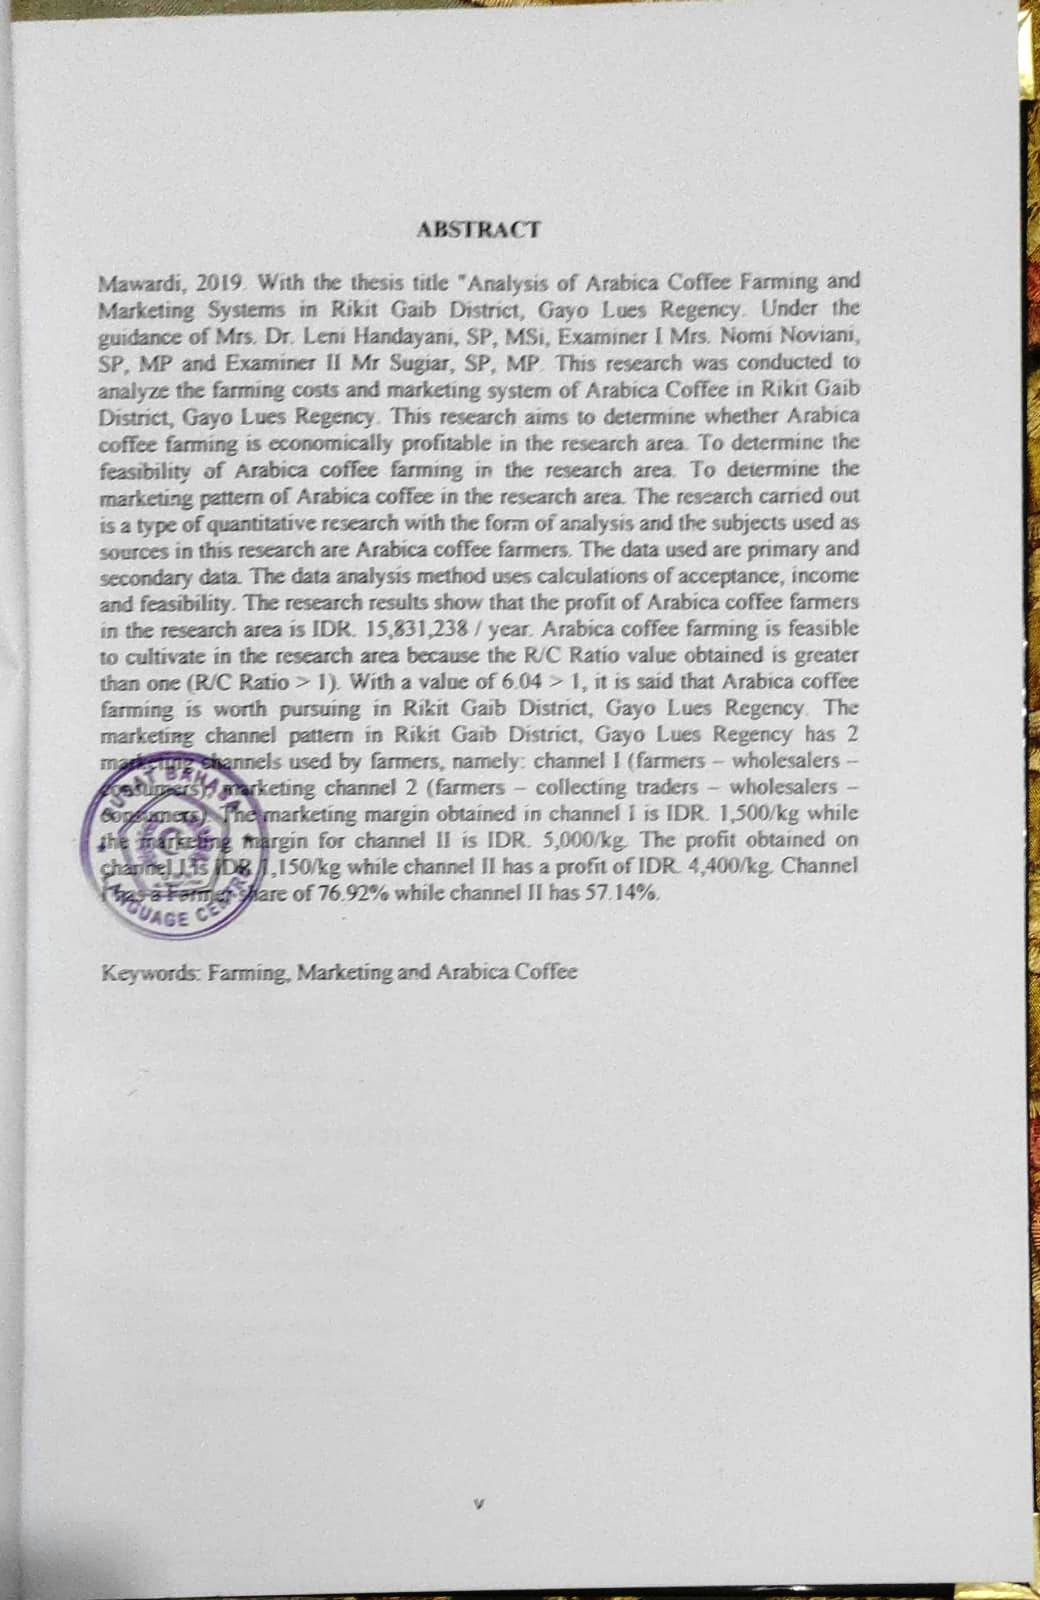 ABSTRACT
Mawardi, 2019. With the thesis title "Analysis of Arabica Coffee Farming and
Marketing Systems in Rikit Gaib District, Gayo Lues Regency. Under the
guidance of Mrs. Dr. Leni Handayani, SP, MSi, Examiner I Mrs. Nomi Noviani,
SP, MP and Examiner II Mr Sugiar, SP, MP. This research was conducted to
analyze the farming costs and marketing system of Arabica Coffee in Rikit Gaib
District, Gayo Lues Regency. This research aims to determine whether Arabica
coffee farming is economically profitable in the research area. To determine the
feasibility of Arabica coffee farming in the research area. To determine the
marketing pattern of Arabica coffee in the research area. The research carried out
is a type of quantitative research with the form of analysis and the subjects used as
sources in this research are Arabica coffee farmers. The data used are primary and
secondary data. The data analysis method uses calculations of acceptance, income
and feasibility. The research results show that the profit of Arabica coffee farmers
in the research area is IDR. 15,831,238 / year. Arabica coffee farming is feasible
to cultivate in the research area because the R/C Ratio value obtained is greater
than one (R/C Ratio > 1). With a value of 6.04 > 1, it is said that Arabica coffee
farming is worth pursuing in Rikit Gaib District, Gayo Lues Regency. The
marketing channel pattern in Rikit Gaib District, Gayo Lues Regency has 2
marketing channels used by farmers, namely: channel I (farmers – wholesalers –
consumers), marketing channel 2 (farmers – collecting traders – wholesalers –
consumers). The marketing margin obtained in channel I is IDR. 1,500/kg while
the marketing margin for channel II is IDR. 5,000/kg. The profit obtained on
channel I is IDR 1,150/kg while channel II has a profit of IDR. 4,400/kg. Channel
I has a Farmer share of 76.92% while channel II has 57.14%.
PUSAT BAHASA
LANGUAGE CENTRE
Keywords: Farming, Marketing and Arabica Coffee
v